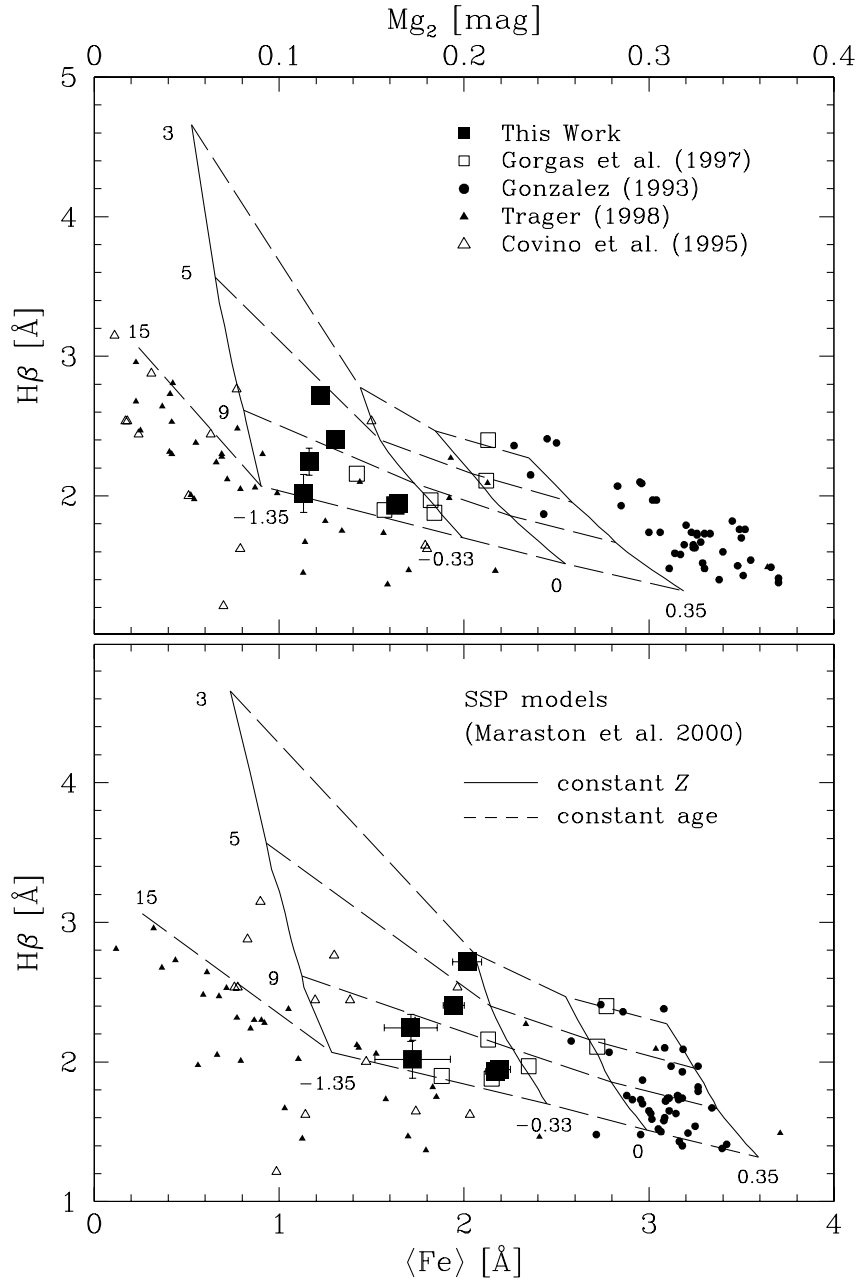 Mg₂ [mag]
0 0.1 0.2 0.3 0.4
5
3
This Work
Gorgas et al. (1997)
Gonzalez (1993)
Trager (1998)
Covino et al. (1995)
4
5
15
3
9
2
−1.35
−0.33
0
0.35
Hβ [Å]
3
SSP models
(Maraston et al. 2000)
constant Z
constant age
4
5
15
3
9
2
−1.35
−0.33
0
0.35
1
Hβ [Å]
0 1 2 3 4
⟨Fe⟩ [Å]